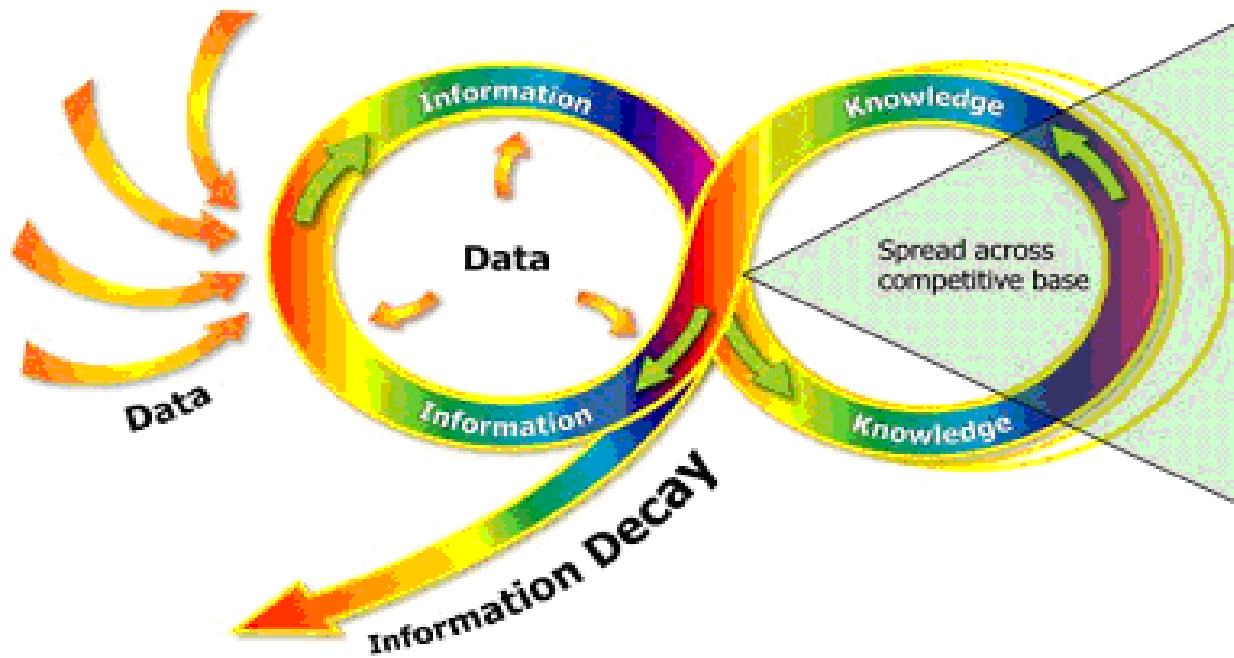 Information
Knowledge
Data
Spread across
competitive base
Data
Information
Knowledge
Information Decay